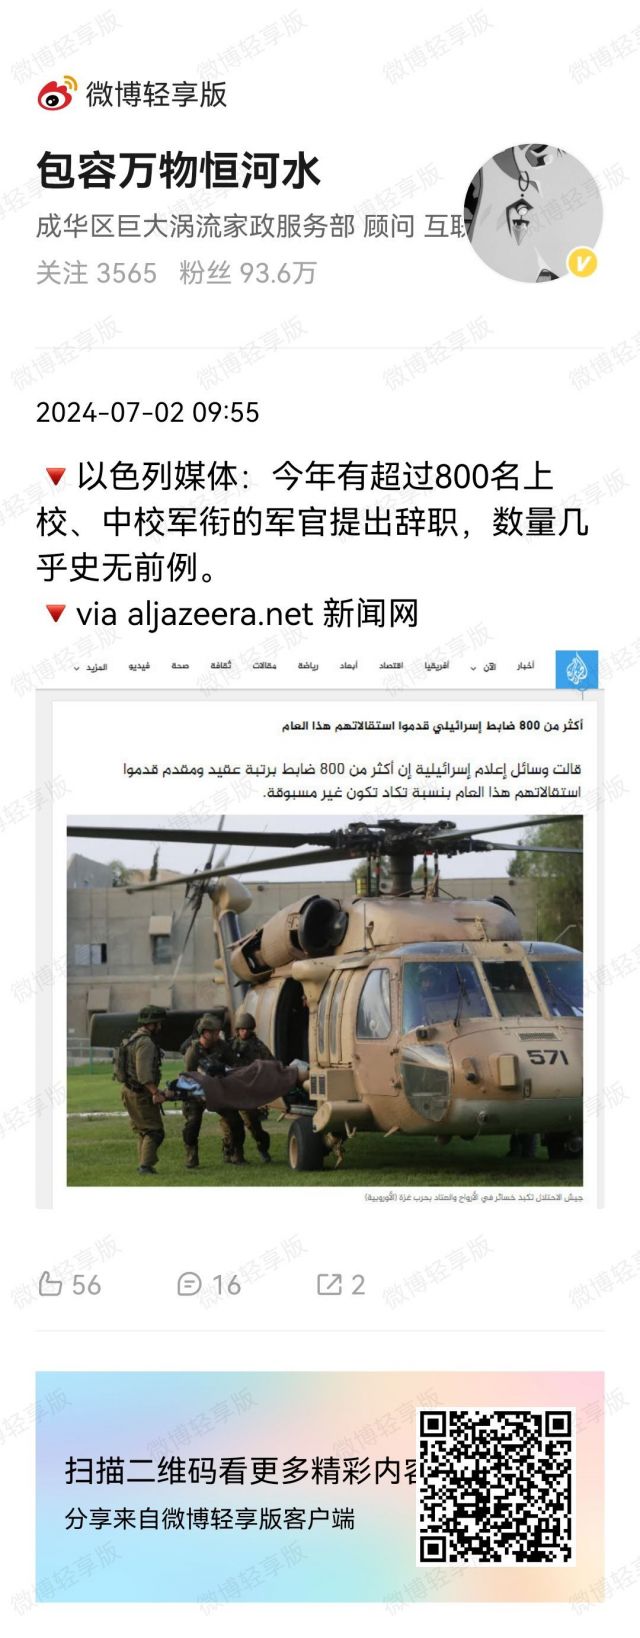 微博轻享版
包容万物恒河水
成华区巨大涡流家政服务部 顾问 互联
关注 3565 粉丝 93.6万
2024-07-02 09:55
🔻以色列媒体：今年有超过800名上
校、中校军衔的军官提出辞职，数量几
乎史无前例。
🔻via aljazeera.net 新闻网
أخبار الآن أفريقيا اقتصاد أبعاد رياضة مقالات ثقافة صحة فيديو المزيد
أكثر من 800 ضابط إسرائيلي قدموا استقالاتهم هذا العام
قالت وسائل إعلام إسرائيلية إن أكثر من 800 ضابط برتبة عقيد ومقدم قدموا
استقالاتهم هذا العام بنسبة تكاد تكون غير مسبوقة.
571
جيش الاحتلال تكبد خسائر في الأرواح والعتاد بحرب غزة (الأوروبية)
56 16 2
扫描二维码看更多精彩内容
分享来自微博轻享版客户端